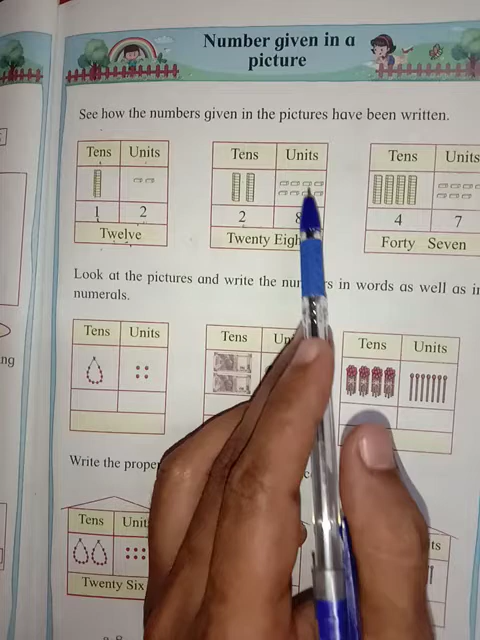 Number given in a
picture
See how the numbers given in the pictures have been written.
Tens Units
1 2
Twelve
Tens Units
2 8
Twenty Eigh
Tens Units
4 7
Forty Seven
Look at the pictures and write the num rs in words as well as in
numerals.
Tens Units
Tens Un
Tens Units
ng
Write the prope
Tens Unit
Twenty Six
ts